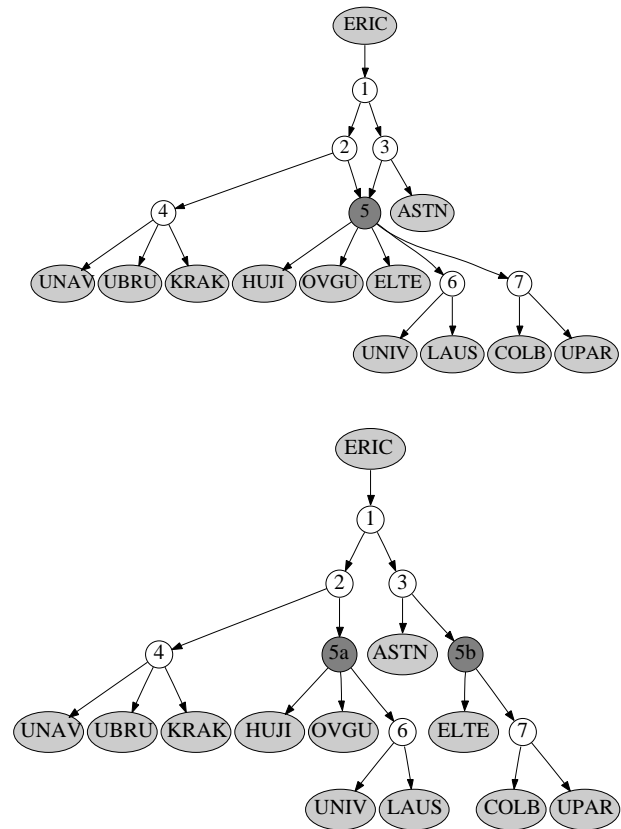 ERIC
1
2 3
4 5 ASTN
UNAV UBRU KRAK HUJI OVGU ELTE 6 7
UNIV LAUS COLB UPAR
ERIC
1
2 3
4 5a ASTN 5b
UNAV UBRU KRAK HUJI OVGU 6 ELTE 7
UNIV LAUS COLB UPAR